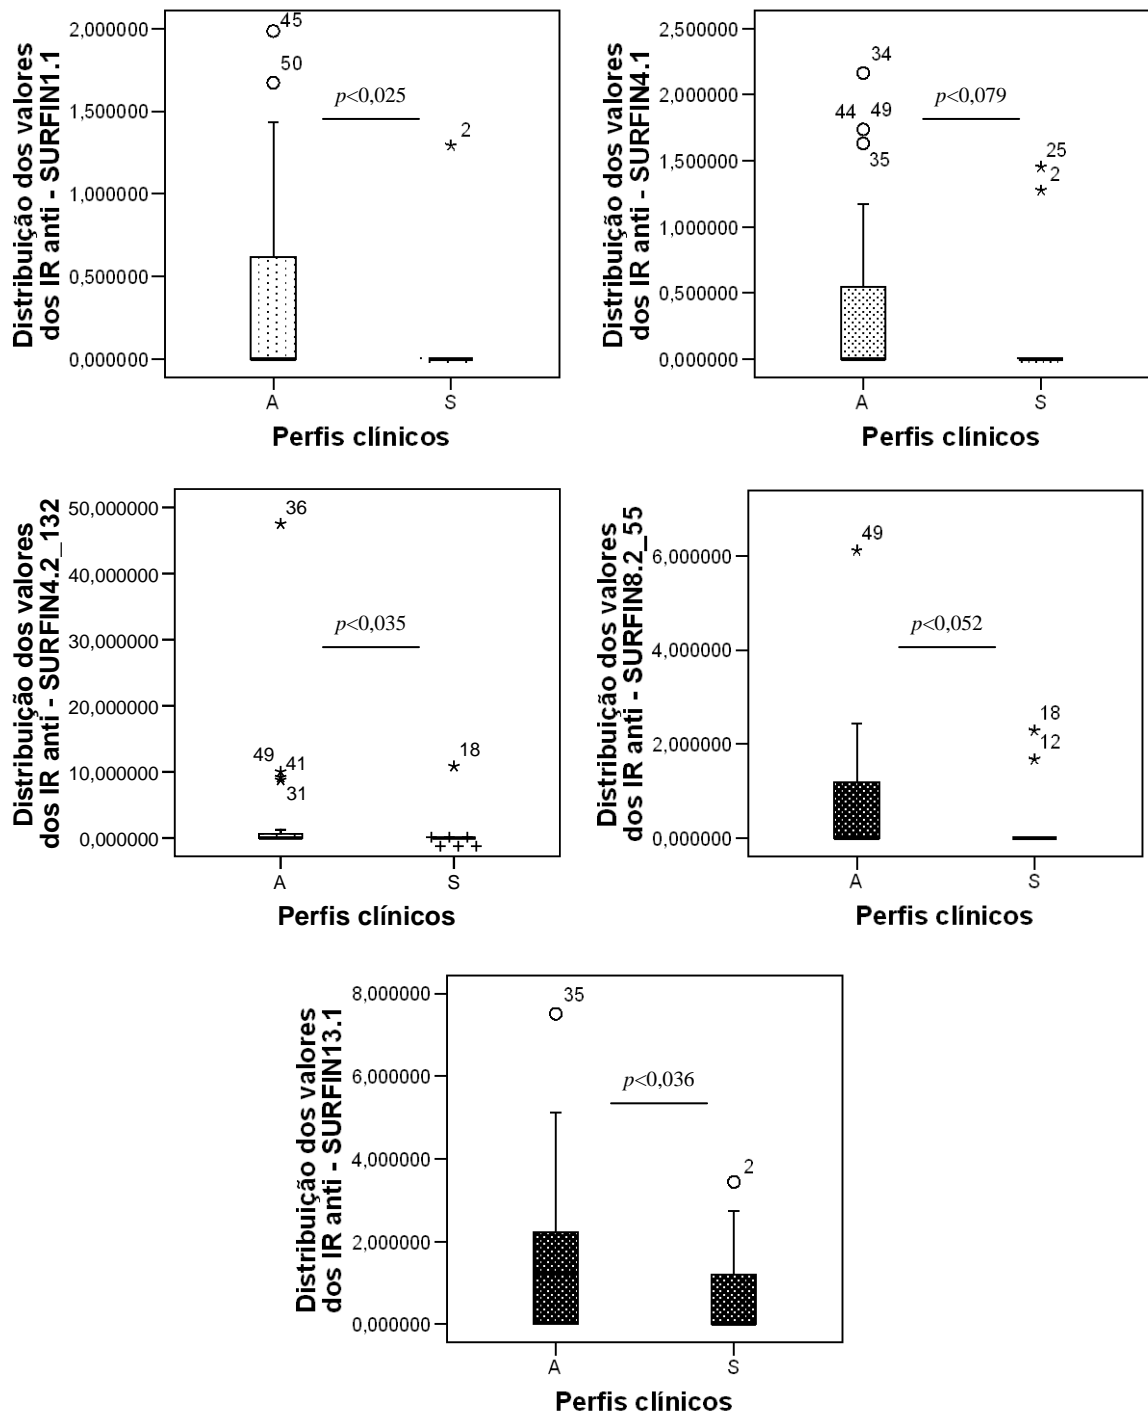 Distribuição dos valores
dos IR anti - SURFIN1.1
2,000000
1,500000
1,000000
0,500000
0,000000
45
50
p<0,025
2
A
S
Perfis clínicos
Distribuição dos valores
dos IR anti - SURFIN4.1
2,500000
2,000000
1,500000
1,000000
0,500000
0,000000
34
44 49
35
p<0,079
25
2
A
S
Perfis clínicos
Distribuição dos valores
dos IR anti - SURFIN4.2_132
50,000000
40,000000
30,000000
20,000000
10,000000
0,000000
36
p<0,035
49 41
31
18
A
S
Perfis clínicos
Distribuição dos valores
dos IR anti - SURFIN8.2_55
6,000000
4,000000
2,000000
0,000000
49
p<0,052
18
12
A
S
Perfis clínicos
Distribuição dos valores
dos IR anti - SURFIN13.1
8,000000
6,000000
4,000000
2,000000
0,000000
35
p<0,036
2
A
S
Perfis clínicos